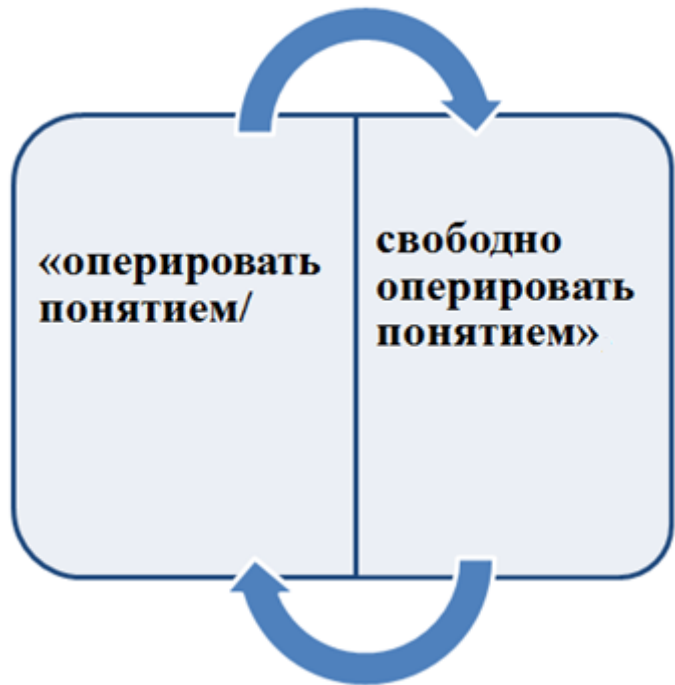 «оперировать
понятием/
свободно
оперировать
понятием»